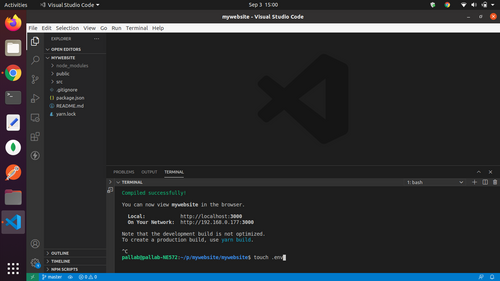 Activities
Visual Studio Code
Sep 3 15:00
mywebsite - Visual Studio Code
File Edit Selection View Go Run Terminal Help
EXPLORER
OPEN EDITORS
MYWEBSITE
node_modules
public
src
.gitignore
package.json
README.md
yarn.lock
OUTLINE
TIMELINE
NPM SCRIPTS
PROBLEMS OUTPUT TERMINAL
TERMINAL
1: bash
Compiled successfully!
You can now view mywebsite in the browser.
Local: http://localhost:3000
On Your Network: http://192.168.0.177:3000
Note that the development build is not optimized.
To create a production build, use yarn build.
^C
pallab@pallab-NES72:~/p/mywebsite/mywebsite$ touch .env
master
0 0